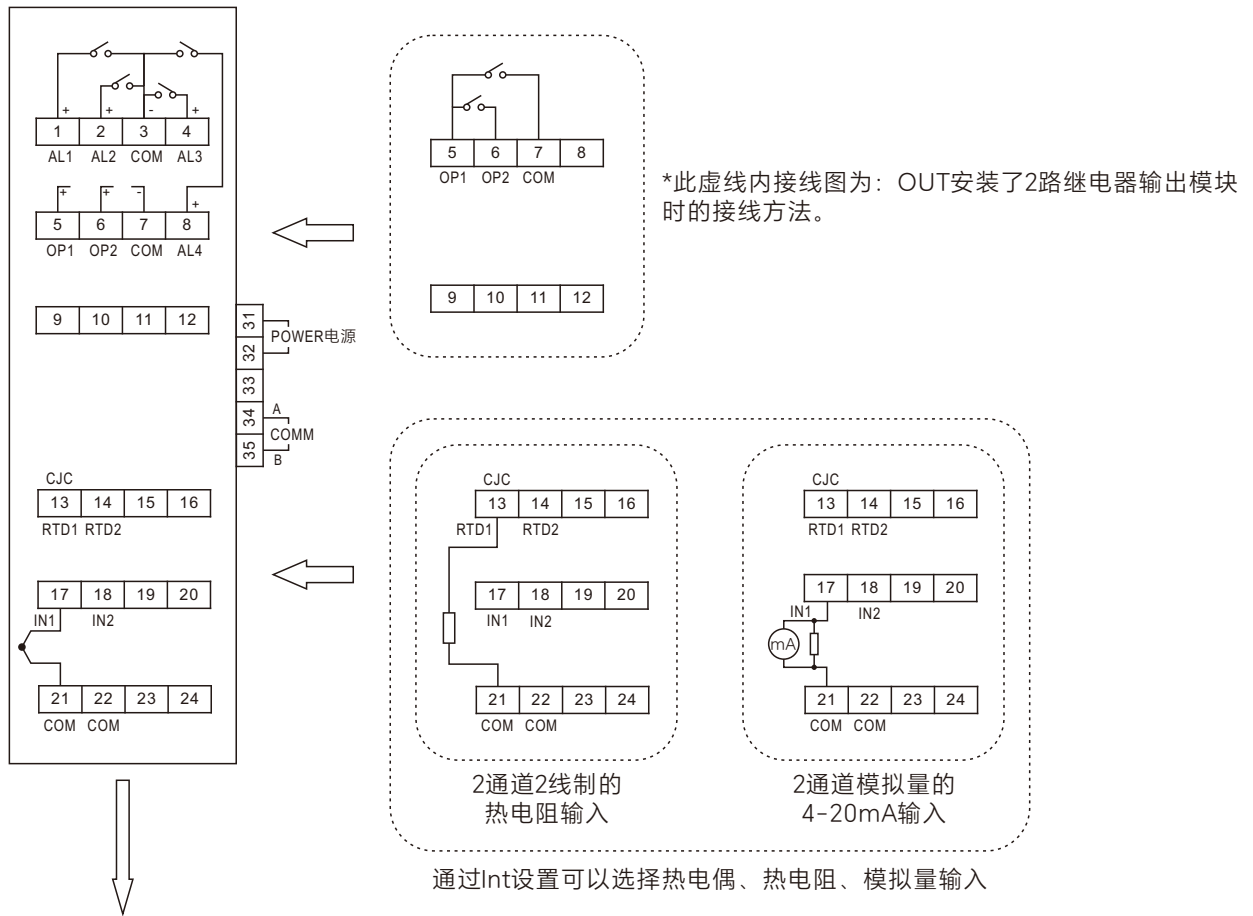 + + - +
1 2 3 4
AL1 AL2 COM AL3
+ + - +
5 6 7 8
OP1 OP2 COM AL4
9 10 11 12
31
POWER电源
32
33
34 A
COMM
35 B
CJC
13 14 15 16
RTD1 RTD2
17 18 19 20
IN1 IN2
21 22 23 24
COM COM
5 6 7 8
OP1 OP2 COM
9 10 11 12
*此虚线内接线图为：OUT安装了2路继电器输出模块
时的接线方法。
CJC
13 14 15 16
RTD1 RTD2
17 18 19 20
IN1 IN2
21 22 23 24
COM COM
2通道2线制的
热电阻输入
CJC
13 14 15 16
RTD1 RTD2
17 18 19 20
IN1 IN2
mA
21 22 23 24
COM COM
2通道模拟量的
4-20mA输入
通过Int设置可以选择热电偶、热电阻、模拟量输入